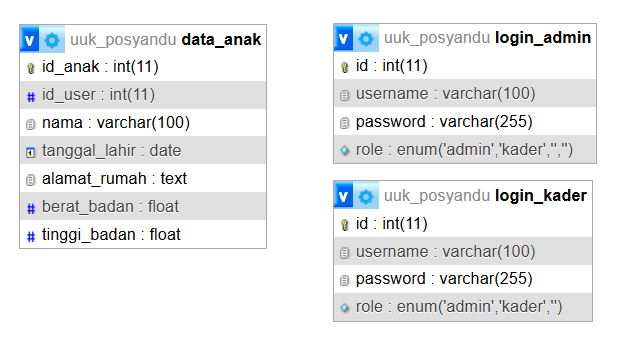 uuk_posyandu data_anak
id_anak : int(11)
id_user : int(11)
nama : varchar(100)
tanggal_lahir : date
alamat_rumah : text
berat_badan : float
tinggi_badan : float
uuk_posyandu login_admin
id : int(11)
username : varchar(100)
password : varchar(255)
role : enum('admin','kader','','')
uuk_posyandu login_kader
id : int(11)
username : varchar(100)
password : varchar(255)
role : enum('admin','kader','')